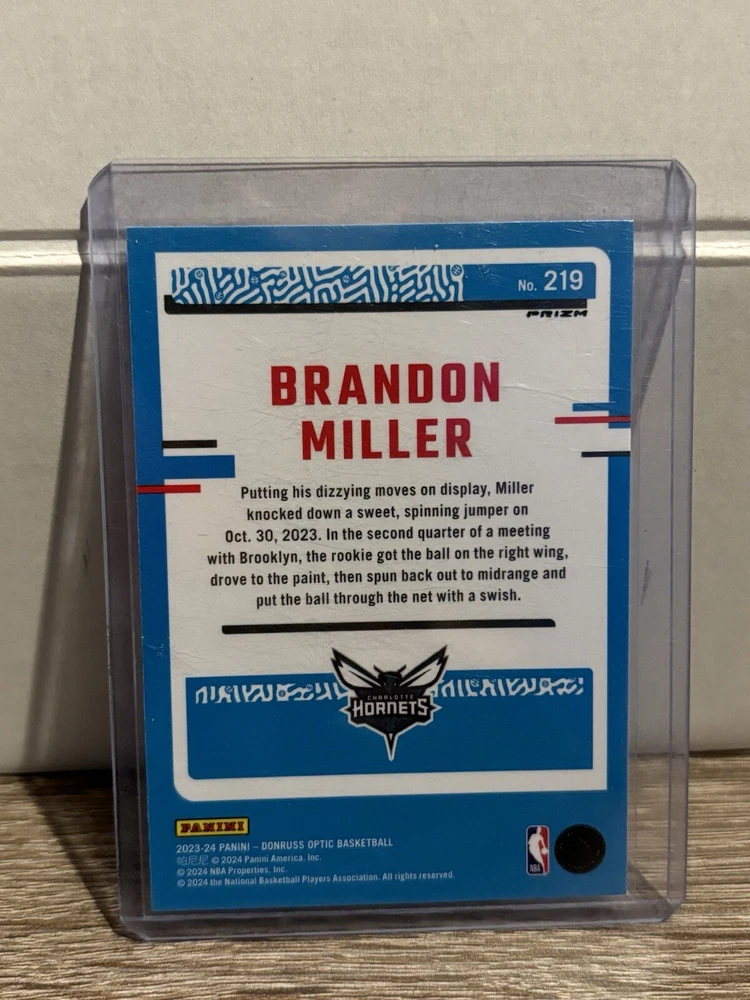 No. 219
PRIZM
BRANDON
MILLER
Putting his dizzying moves on display, Miller
knocked down a sweet, spinning jumper on
Oct. 30, 2023. In the second quarter of a meeting
with Brooklyn, the rookie got the ball on the right wing,
drove to the paint, then spun back out to midrange and
put the ball through the net with a swish.
CHARLOTTE
HORNETS
PANINI
2023-24 PANINI – DONRUSS OPTIC BASKETBALL
帕尼尼 © 2024 Panini America, Inc.
© 2024 NBA Properties, Inc.
© 2024 the National Basketball Players Association. All rights reserved.
NBA